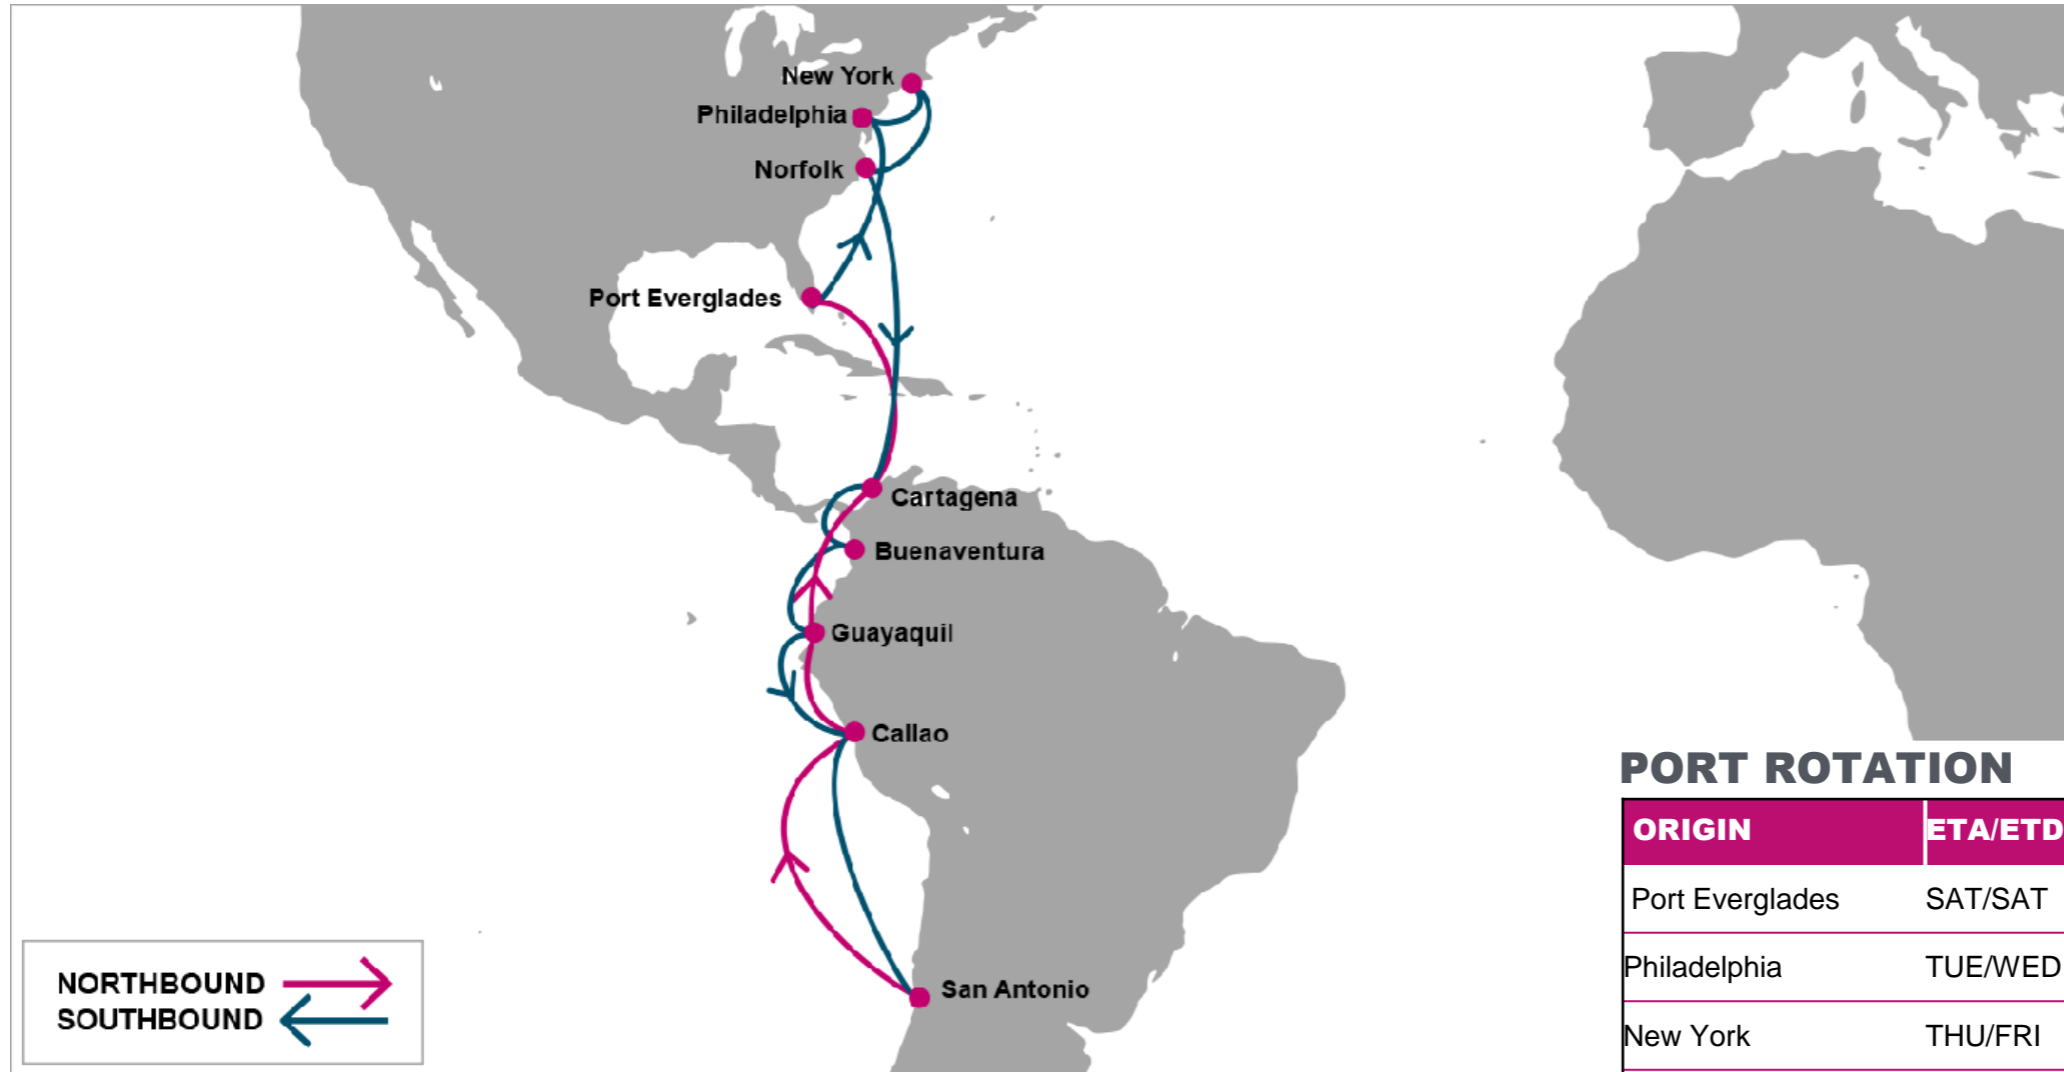 New York
Philadelphia
Norfolk
Port Everglades
Cartagena
Buenaventura
Guayaquil
Callao
San Antonio
NORTHBOUND
SOUTHBOUND
PORT ROTATION
ORIGIN ETA/ETD
Port Everglades SAT/SAT
Philadelphia TUE/WED
New York THU/FRI